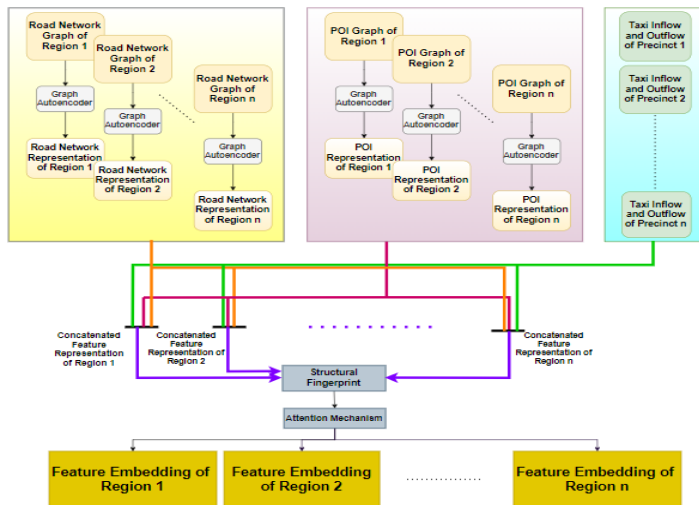 Road Network
Graph of
Region 1
Road Network
Graph of
Region 2
Road Network
Graph of
Region n
Graph
Autoencoder
Graph
Autoencoder
Graph
Autoencoder
Road Network
Representation
of Region 1
Road Network
Representation
of Region 2
Road Network
Representation
of Region n
POI Graph
of Region 1
POI Graph
of Region 2
POI Graph of
Region n
Graph
Autoencoder
Graph
Autoencoder
Graph
Autoencoder
POI
Representation
of Region 1
POI
Representation
of Region 2
POI
Representation
of Region n
Taxi Inflow
and Outflow
of Precinct 1
Taxi Inflow
and Outflow
of Precinct 2
Taxi Inflow
and Outflow
of Precinct n
Concatenated
Feature
Representation
of Region 1
Concatenated
Feature
Representation of
Region 2
Concatenated
Feature
Representation of
Region n
Structural
Fingerprint
Attention Mechanism
Feature Embedding of
Region 1
Feature Embedding
of Region 2
Feature Embedding of
Region n